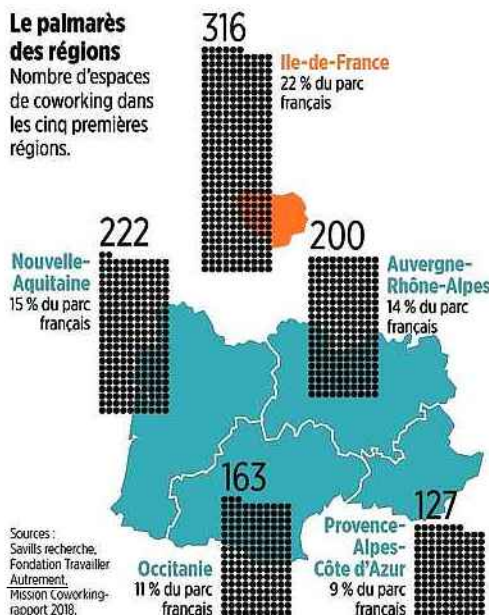 Le palmarès
des régions
Nombre d'espaces
de coworking dans
les cinq premières
régions.
316
Ile-de-France
22 % du parc
français
222
Nouvelle-
Aquitaine
15 % du parc
français
200
Auvergne-
Rhône-Alpes
14 % du parc
français
163
Occitanie
11 % du parc
français
127
Provence-
Alpes-
Côte d'Azur
9 % du parc
français
Sources :
Savills recherche,
Fondation Travailler
Autrement,
Mission Coworking-
rapport 2018.